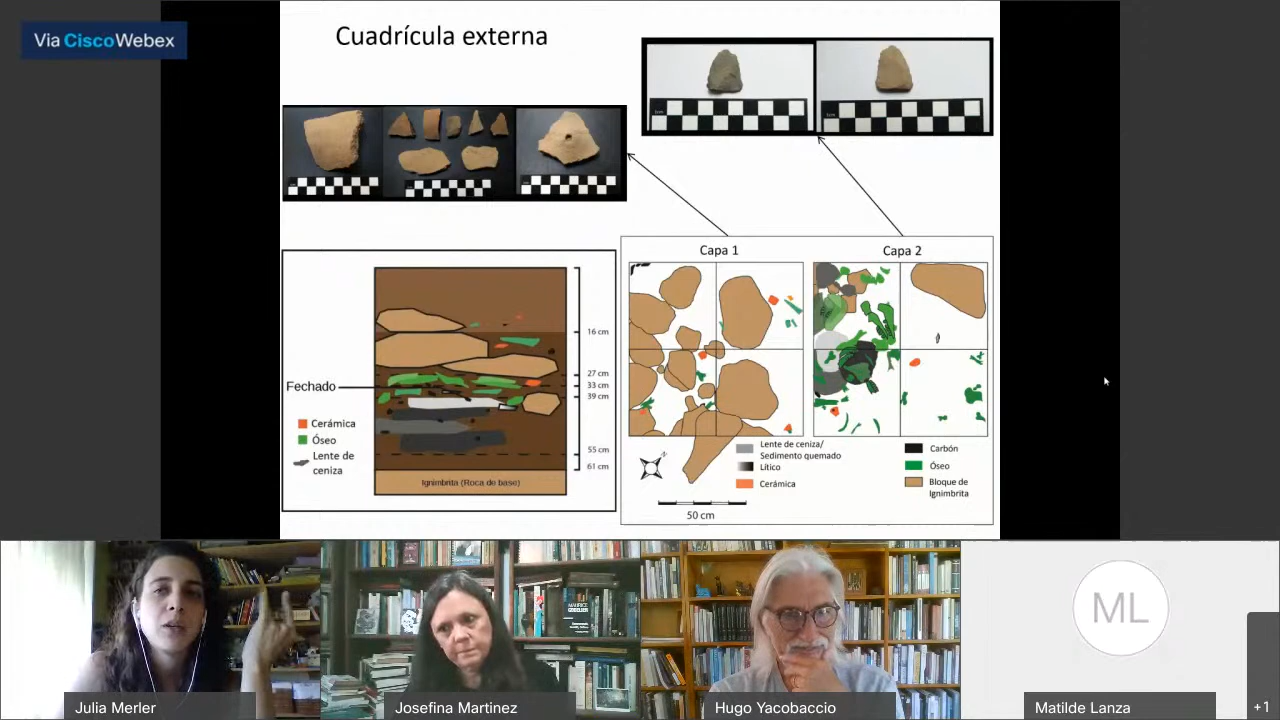 Via CiscoWebex
Cuadrícula externa
Capa 1
Capa 2
16 cm
27 cm
33 cm
39 cm
55 cm
61 cm
Fechado
Cerámica
Óseo
Lente de
ceniza
Ignimbrita (Roca de base)
Lente de ceniza/
Sedimento quemado
Lítico
Cerámica
Carbón
Óseo
Bloque de
Ignimbrita
50 cm
ML
Julia Merler
Josefina Martinez
Hugo Yacobaccio
Matilde Lanza
+1